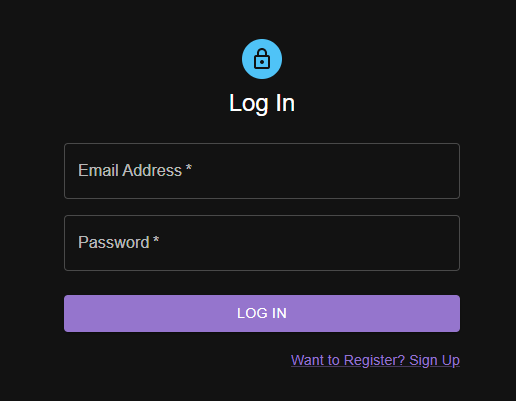 Log In
Email Address *
Password *
LOG IN
Want to Register? Sign Up